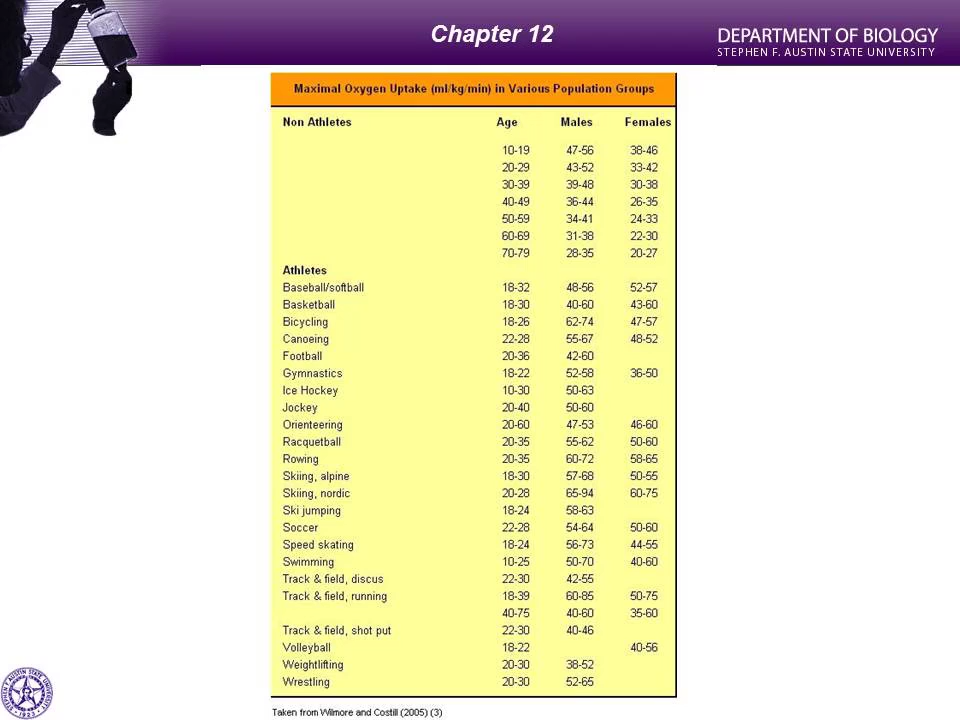 Chapter 12
DEPARTMENT OF BIOLOGY
STEPHEN F. AUSTIN STATE UNIVERSITY
Maximal Oxygen Uptake (ml/kg/min) in Various Population Groups
Non Athletes Age Males Females
10-19 47-56 38-46
20-29 43-52 33-42
30-39 39-48 30-38
40-49 36-44 26-35
50-59 34-41 24-33
60-69 31-38 22-30
70-79 28-35 20-27
Athletes
Baseball/softball 18-32 48-56 52-57
Basketball 18-30 40-60 43-60
Bicycling 18-26 62-74 47-57
Canoeing 22-28 55-67 48-52
Football 20-36 42-60
Gymnastics 18-22 52-58 36-50
Ice Hockey 10-30 50-63
Jockey 20-40 50-60
Orienteering 20-60 47-53 46-60
Racquetball 20-35 55-62 50-60
Rowing 20-35 60-72 58-65
Skiing, alpine 18-30 57-68 50-55
Skiing, nordic 20-28 65-94 60-75
Ski jumping 18-24 58-63
Soccer 22-28 54-64 50-60
Speed skating 18-24 56-73 44-55
Swimming 10-25 50-70 40-60
Track & field, discus 22-30 42-55
Track & field, running 18-39 60-85 50-75
40-75 40-60 35-60
Track & field, shot put 22-30 40-46
Volleyball 18-22 40-56
Weightlifting 20-30 38-52
Wrestling 20-30 52-65
Taken from Wilmore and Costill (2005) (3)
STEPHEN F. AUSTIN STATE UNIVERSITY
1923